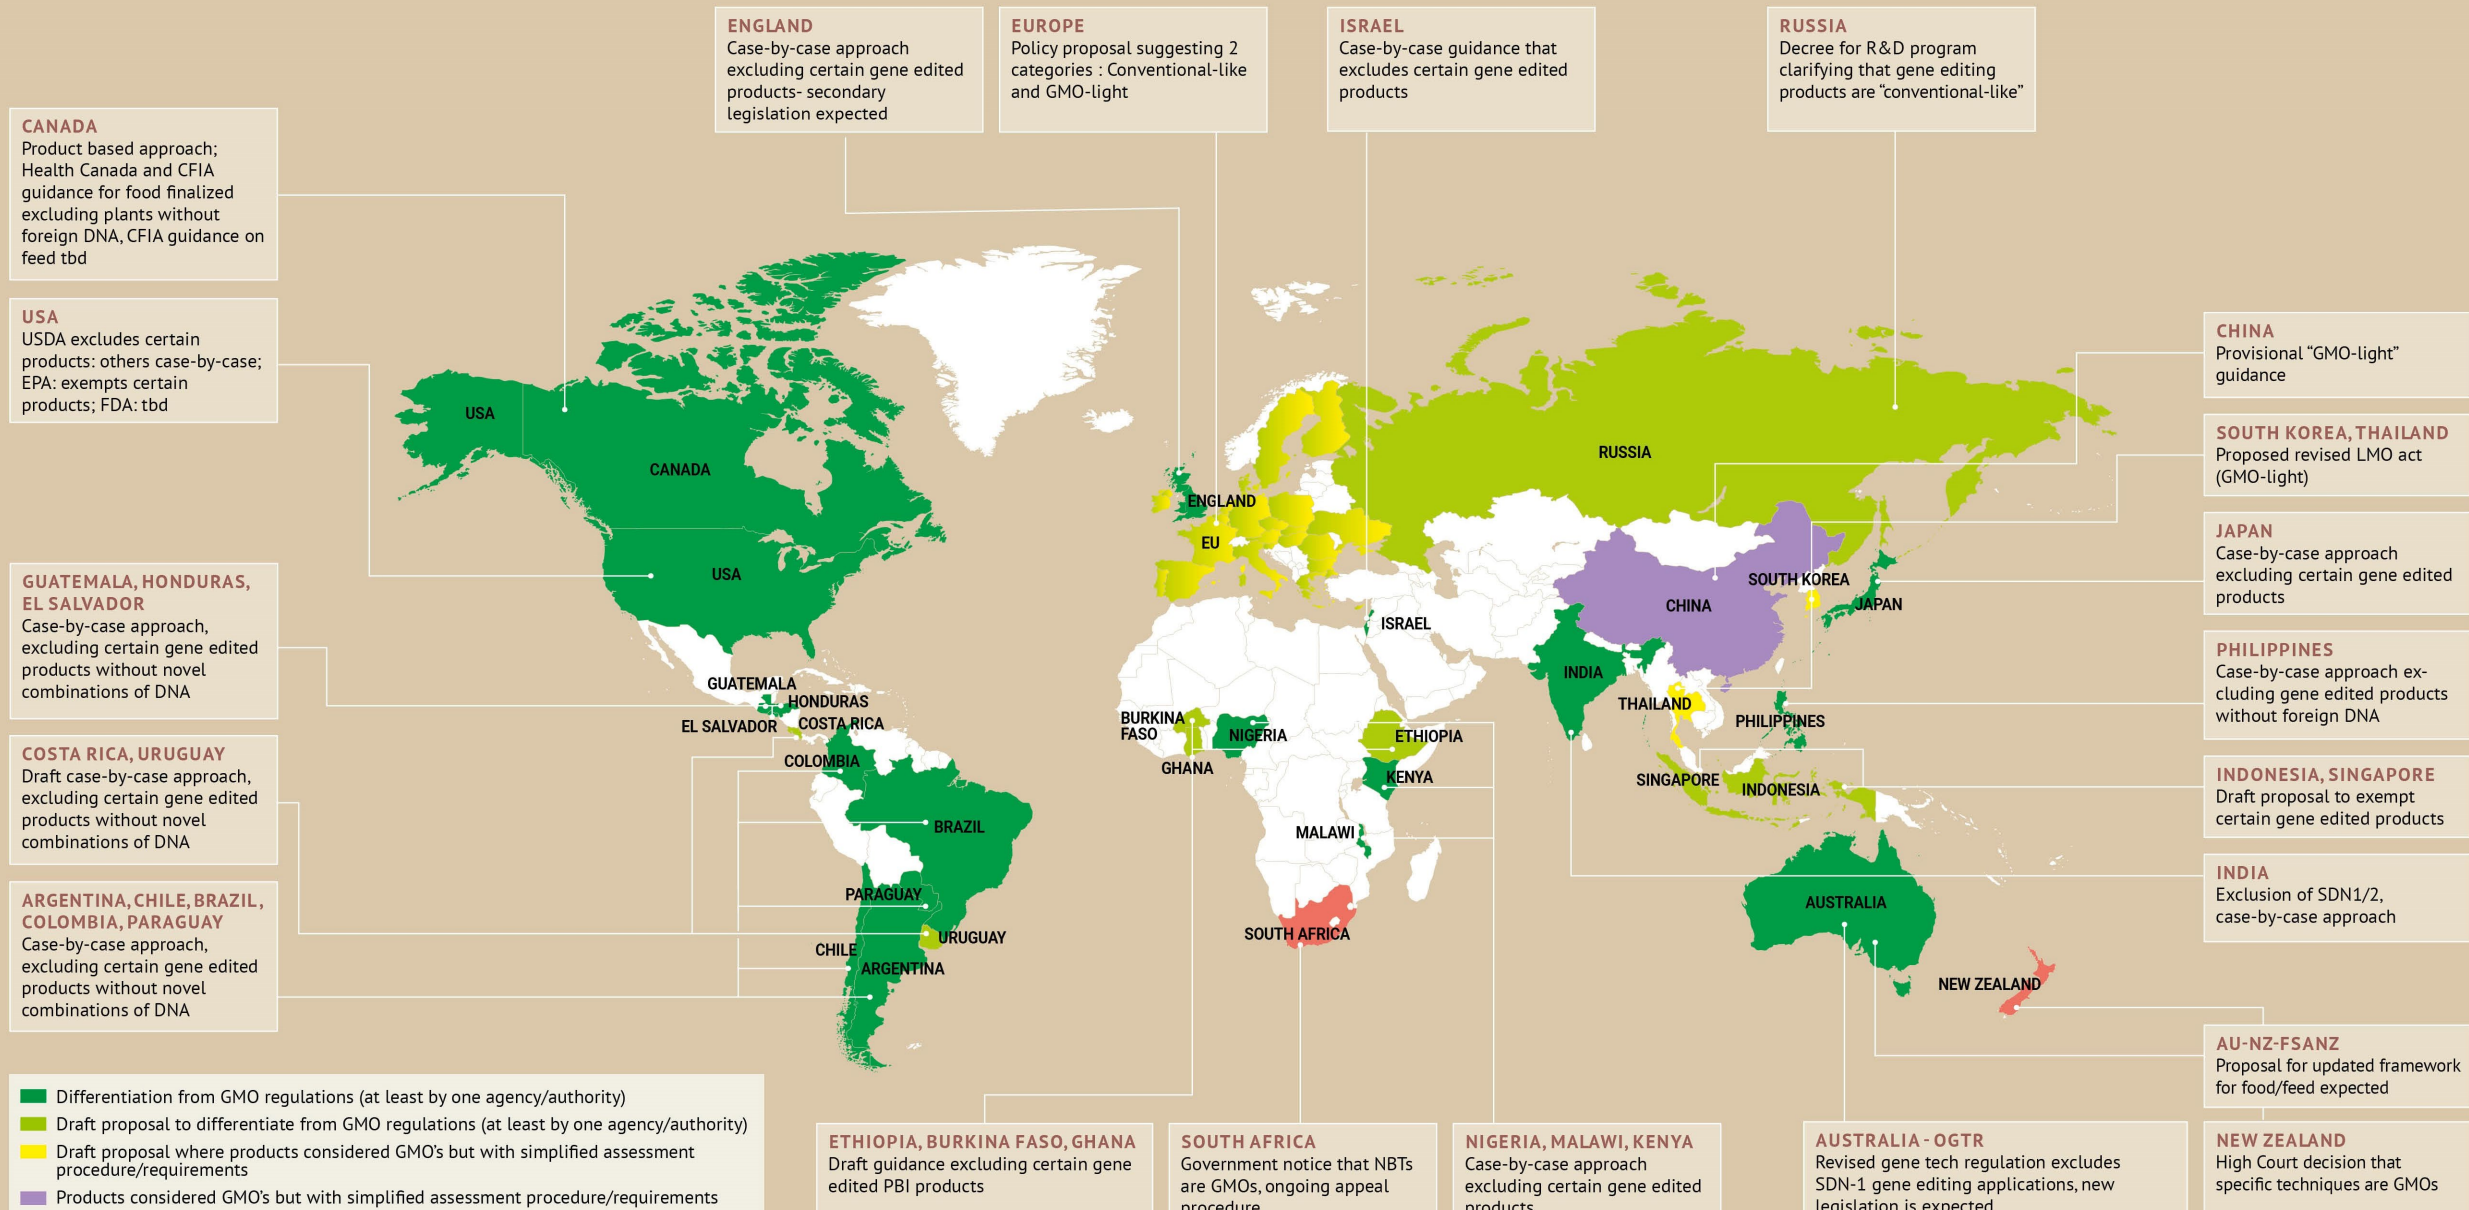 ENGLAND
Case-by-case approach
excluding certain gene edited
products- secondary
legislation expected
EUROPE
Policy proposal suggesting 2
categories : Conventional-like
and GMO-light
ISRAEL
Case-by-case guidance that
excludes certain gene edited
products
RUSSIA
Decree for R&D program
clarifying that gene editing
products are “conventional-like”
CANADA
Product based approach;
Health Canada and CFIA
guidance for food finalized
excluding plants without
foreign DNA, CFIA guidance on
feed tbd
USA
USDA excludes certain
products: others case-by-case;
EPA: exempts certain
products; FDA: tbd
GUATEMALA, HONDURAS,
EL SALVADOR
Case-by-case approach,
excluding certain gene edited
products without novel
combinations of DNA
COSTA RICA, URUGUAY
Draft case-by-case approach,
excluding certain gene edited
products without novel
combinations of DNA
ARGENTINA, CHILE, BRAZIL,
COLOMBIA, PARAGUAY
Case-by-case approach,
excluding certain gene edited
products without novel
combinations of DNA
USA
CANADA
USA
GUATEMALA
HONDURAS
EL SALVADOR
COSTA RICA
COLOMBIA
BRAZIL
PARAGUAY
URUGUAY
CHILE
ARGENTINA
ENGLAND
EU
RUSSIA
ISRAEL
BURKINA
FASO
NIGERIA
GHANA
ETHIOPIA
KENYA
MALAWI
SOUTH AFRICA
SOUTH KOREA
CHINA
JAPAN
INDIA
THAILAND
PHILIPPINES
SINGAPORE
INDONESIA
AUSTRALIA
NEW ZEALAND
CHINA
Provisional “GMO-light”
guidance
SOUTH KOREA, THAILAND
Proposed revised LMO act
(GMO-light)
JAPAN
Case-by-case approach
excluding certain gene edited
products
PHILIPPINES
Case-by-case approach ex-
cluding gene edited products
without foreign DNA
INDONESIA, SINGAPORE
Draft proposal to exempt
certain gene edited products
INDIA
Exclusion of SDN1/2,
case-by-case approach
AU-NZ-FSANZ
Proposal for updated framework
for food/feed expected
NEW ZEALAND
High Court decision that
specific techniques are GMOs
AUSTRALIA - OGTR
Revised gene tech regulation excludes
SDN-1 gene editing applications, new
legislation is expected
NIGERIA, MALAWI, KENYA
Case-by-case approach
excluding certain gene edited
products
SOUTH AFRICA
Government notice that NBTs
are GMOs, ongoing appeal
procedure
ETHIOPIA, BURKINA FASO, GHANA
Draft guidance excluding certain gene
edited PBI products
Differentiation from GMO regulations (at least by one agency/authority)
Draft proposal to differentiate from GMO regulations (at least by one agency/authority)
Draft proposal where products considered GMO's but with simplified assessment
procedure/requirements
Products considered GMO's but with simplified assessment procedure/requirements